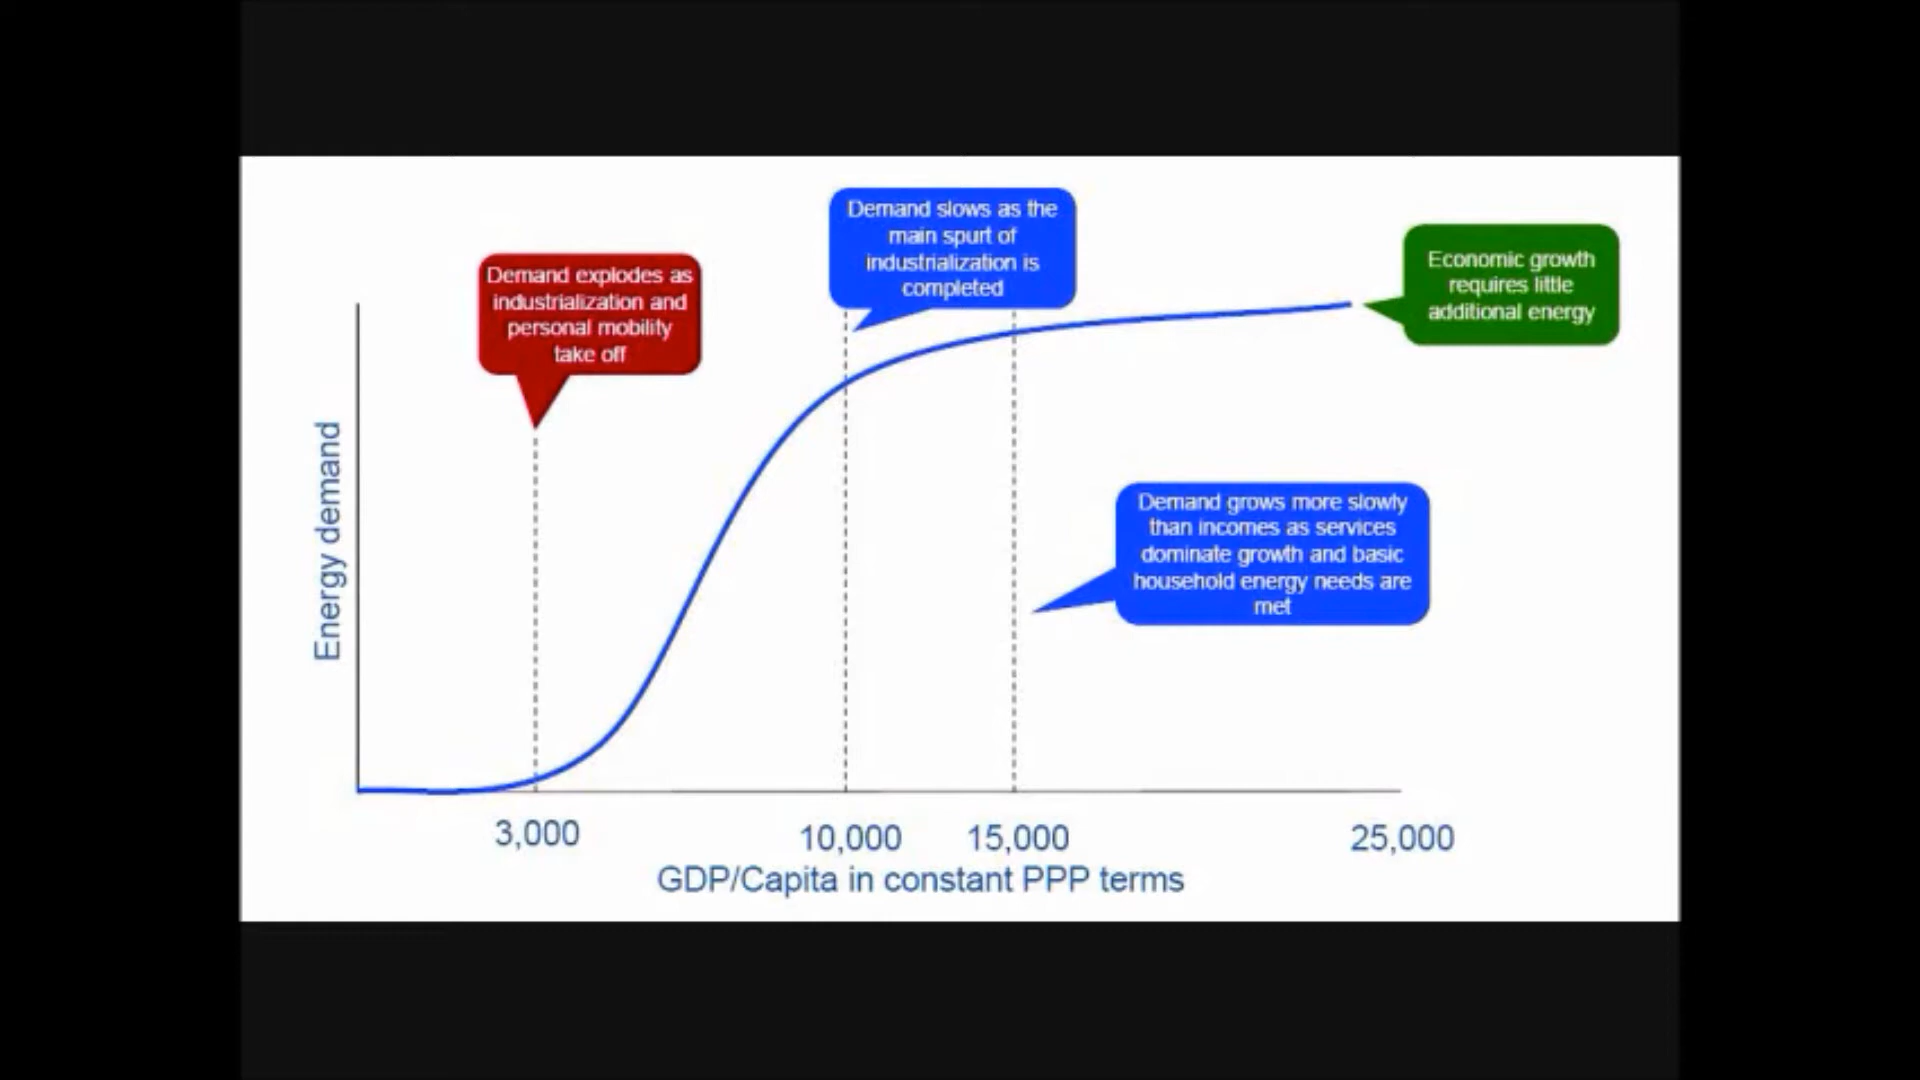 Demand slows as the
main spurt of
industrialization is
completed
Demand explodes as
industrialization and
personal mobility
take off
Economic growth
requires little
additional energy
Energy demand
Demand grows more slowly
than incomes as services
dominate growth and basic
household energy needs are
met
3,000
10,000
15,000
25,000
GDP/Capita in constant PPP terms